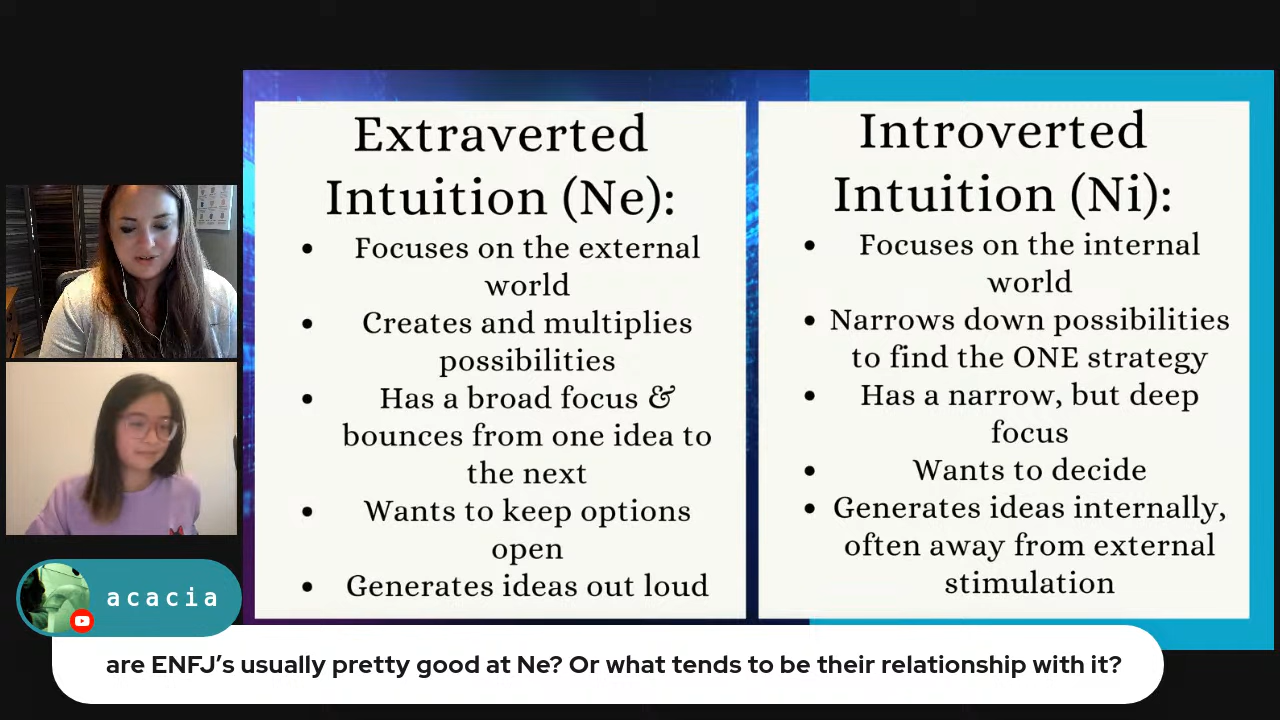 Extraverted
Intuition (Ne):
• Focuses on the external
world
• Creates and multiplies
possibilities
• Has a broad focus &
bounces from one idea to
the next
• Wants to keep options
open
• Generates ideas out loud
Introverted
Intuition (Ni):
• Focuses on the internal
world
• Narrows down possibilities
to find the ONE strategy
• Has a narrow, but deep
focus
• Wants to decide
• Generates ideas internally,
often away from external
stimulation
acacia
are ENFJ’s usually pretty good at Ne? Or what tends to be their relationship with it?